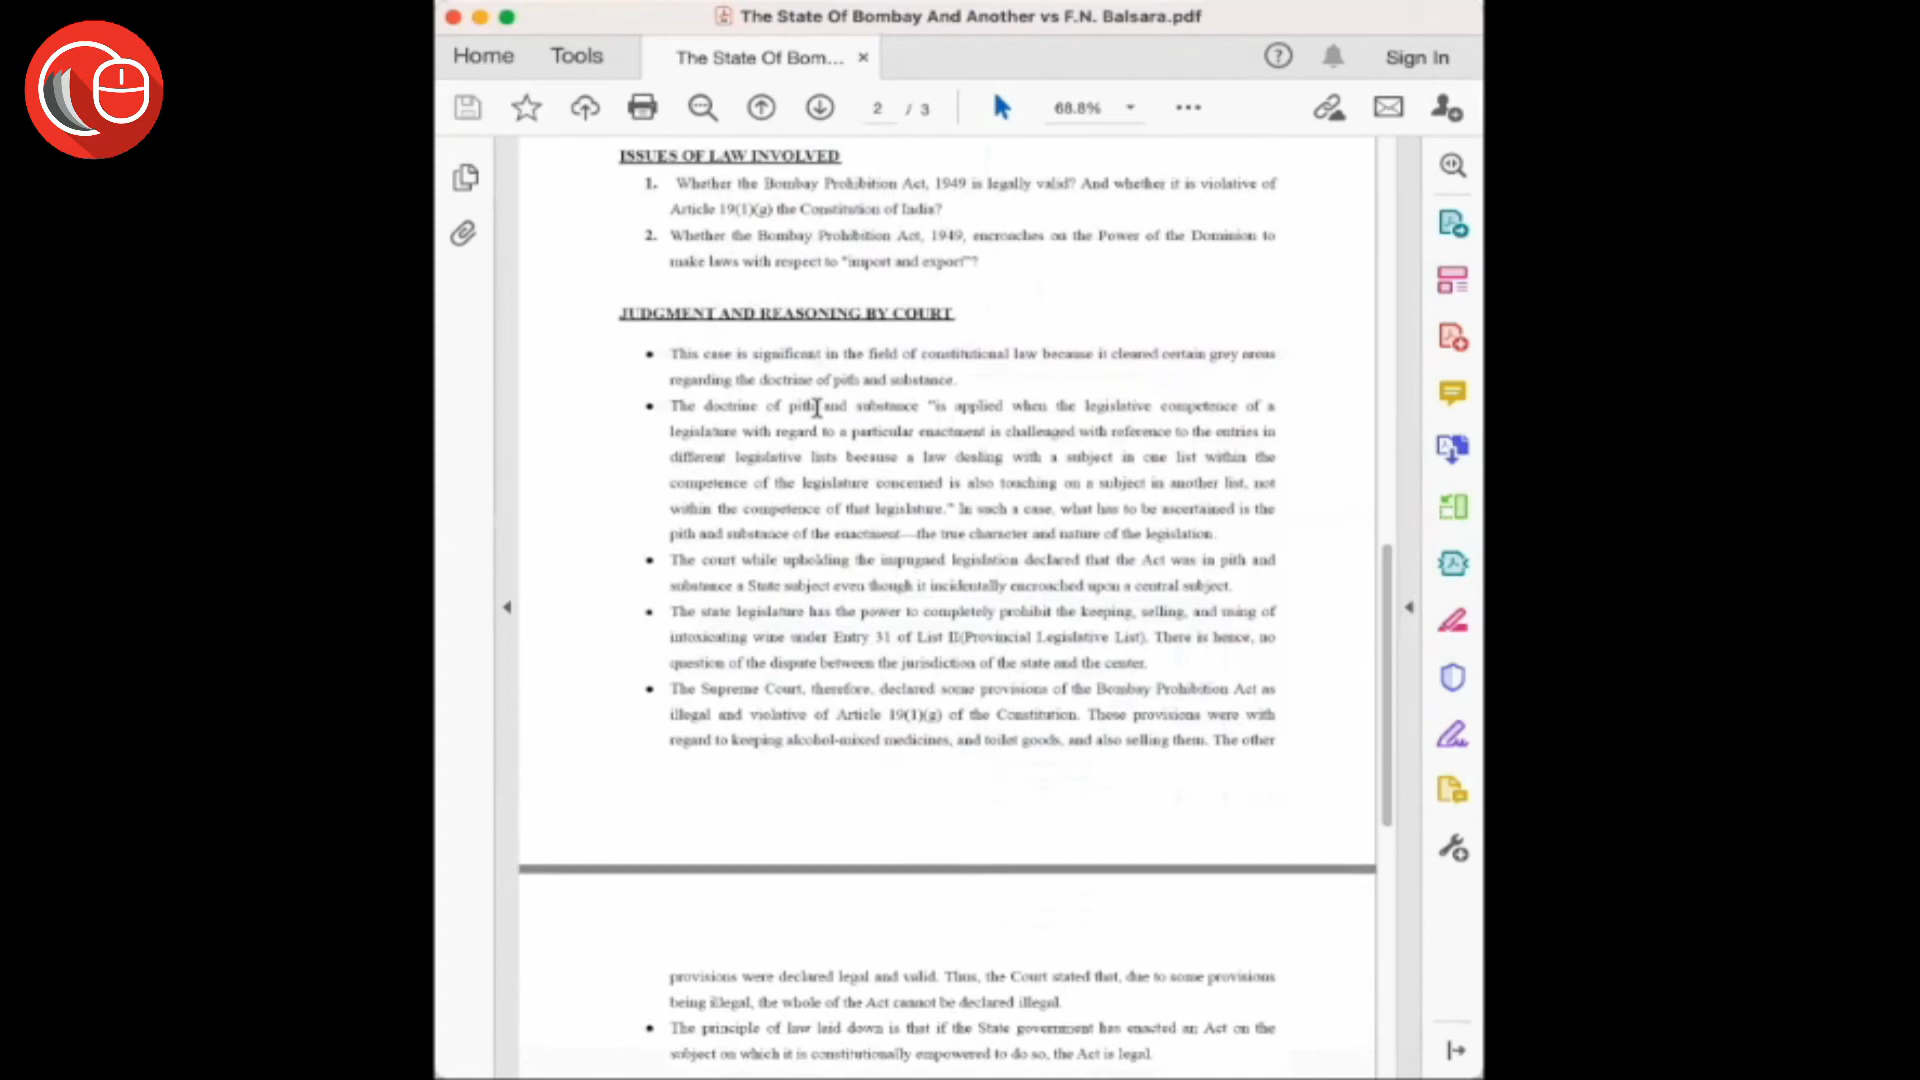 The State Of Bombay And Another vs F.N. Balsara.pdf
Home Tools The State Of Bom... × Sign In
2 / 3 68.8%
ISSUES OF LAW INVOLVED
1. Whether the Bombay Prohibition Act, 1949 is legally valid? And whether it is violative of
Article 19(1)(g) the Constitution of India?
2. Whether the Bombay Prohibition Act, 1949, encroaches on the Power of the Dominion to
make laws with respect to "import and export"?
JUDGMENT AND REASONING BY COURT
• This case is significant in the field of constitutional law because it cleared certain grey areas
regarding the doctrine of pith and substance.
• The doctrine of pith and substance "is applied when the legislative competence of a
legislature with regard to a particular enactment is challenged with reference to the entries in
different legislative lists because a law dealing with a subject in one list within the
competence of the legislature concerned is also touching on a subject in another list, not
within the competence of that legislature." In such a case, what has to be ascertained is the
pith and substance of the enactment—the true character and nature of the legislation.
• The court while upholding the impugned legislation declared that the Act was in pith and
substance a State subject even though it incidentally encroached upon a central subject.
• The state legislature has the power to completely prohibit the keeping, selling, and using of
intoxicating wine under Entry 31 of List II(Provincial Legislative List). There is hence, no
question of the dispute between the jurisdiction of the state and the center.
• The Supreme Court, therefore, declared some provisions of the Bombay Prohibition Act as
illegal and violative of Article 19(1)(g) of the Constitution. These provisions were with
regard to keeping alcohol-mixed medicines, and toilet goods, and also selling them. The other
provisions were declared legal and valid. Thus, the Court stated that, due to some provisions
being illegal, the whole of the Act cannot be declared illegal.
• The principle of law laid down is that if the State government has enacted an Act on the
subject on which it is constitutionally empowered to do so, the Act is legal.